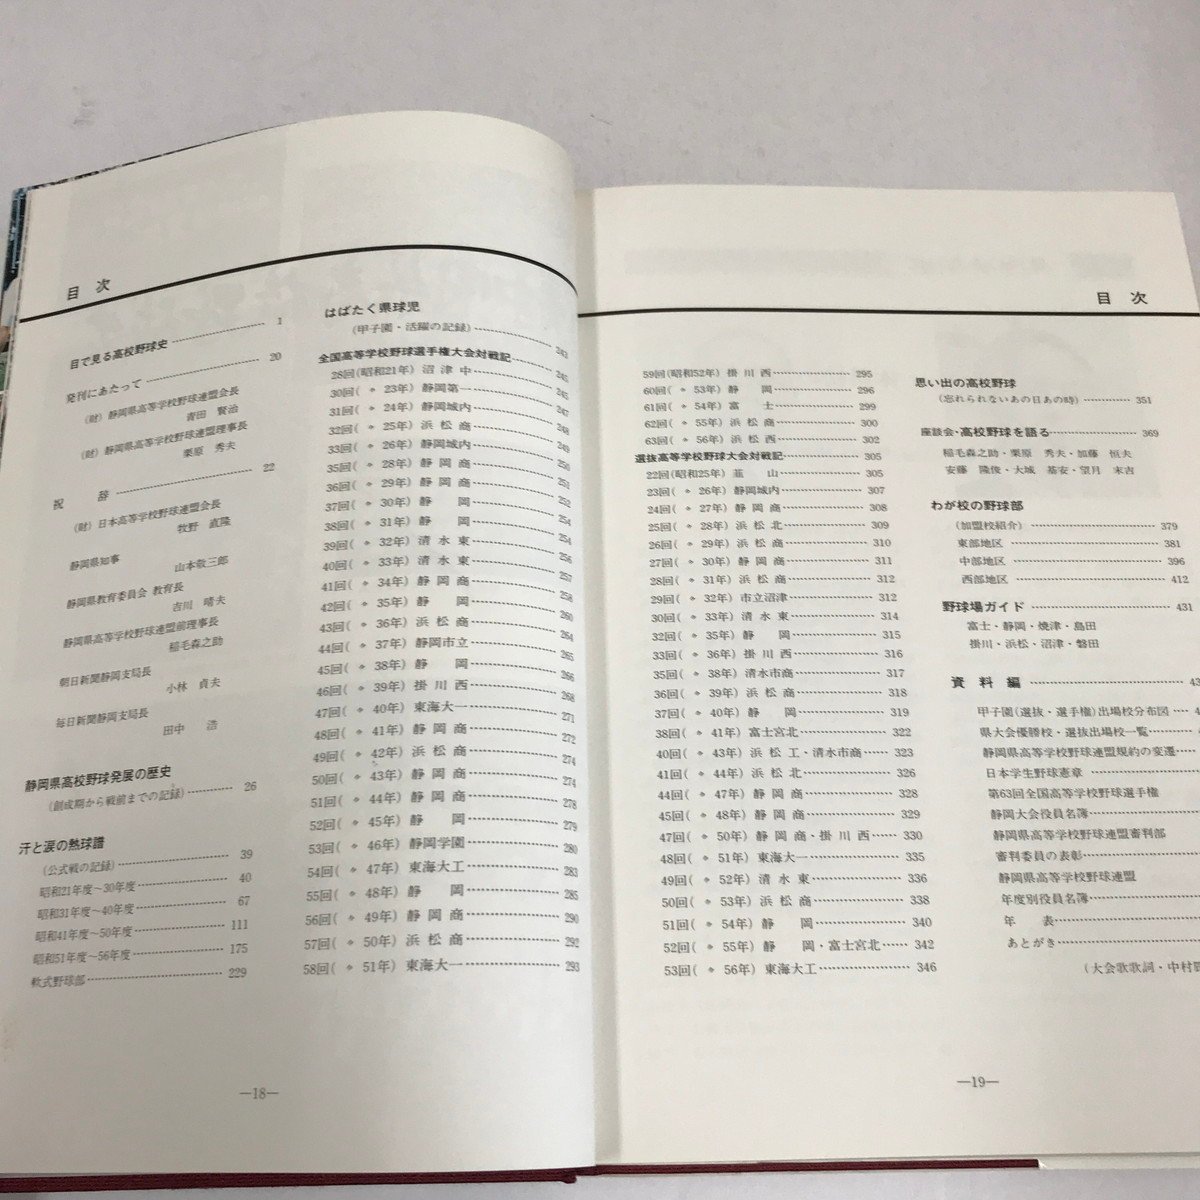 目　次
目で見る高校野球史 1
発刊にあたって 20
(財)静岡県高等学校野球連盟会長
青田　賢治
(財)静岡県高等学校野球連盟理事長
栗原　秀夫
祝　　辞 22
(財)日本高等学校野球連盟会長
牧野　直隆
静岡県知事
山本敬三郎
静岡県教育委員会 教育長
吉川　晴夫
静岡県高等学校野球連盟前理事長
稲毛森之助
朝日新聞静岡支局長
小林　貞夫
毎日新聞静岡支局長
田中　浩
静岡県高校野球発展の歴史
(創成期から戦前までの記録) 26
汗と涙の熱球譜
(公式戦の記録) 39
昭和21年度〜30年度 40
昭和31年度〜40年度 67
昭和41年度〜50年度 111
昭和51年度〜56年度 175
軟式野球部 229
はばたく県球児
(甲子園・活躍の記録) 243
全国高等学校野球選手権大会対戦記 245
28回(昭和21年) 沼津中 245
30回( 〃 23年) 静岡第一 247
31回( 〃 24年) 静岡城内 248
32回( 〃 25年) 浜松商 249
33回( 〃 26年) 静岡城内
35回( 〃 28年) 静岡商 251
36回( 〃 29年) 静岡商 252
37回( 〃 30年) 静　岡 254
38回( 〃 31年) 静　岡 254
39回( 〃 32年) 清水東 256
40回( 〃 33年) 清水東 257
41回( 〃 34年) 静岡商 258
42回( 〃 35年) 静　岡 260
43回( 〃 36年) 浜松商 264
44回( 〃 37年) 静岡市立 265
45回( 〃 38年) 静　岡 266
46回( 〃 39年) 掛川西 268
47回( 〃 40年) 東海大一 271
48回( 〃 41年) 静岡商 272
49回( 〃 42年) 浜松商 274
50回( 〃 43年) 静岡商 274
51回( 〃 44年) 静岡商 278
52回( 〃 45年) 静　岡 279
53回( 〃 46年) 静岡学園 280
54回( 〃 47年) 東海大工 283
55回( 〃 48年) 静　岡 285
56回( 〃 49年) 静岡商 290
57回( 〃 50年) 浜松商 292
58回( 〃 51年) 東海大一 293
—18—
目　次
59回(昭和52年) 掛川西 295
60回( 〃 53年) 静　岡 296
61回( 〃 54年) 富　士 299
62回( 〃 55年) 浜松商 300
63回( 〃 56年) 浜松西 302
選抜高等学校野球大会対戦記 305
22回(昭和25年) 韮　山 305
23回( 〃 26年) 静岡城内 307
24回( 〃 27年) 静岡商 308
25回( 〃 28年) 浜松北 309
26回( 〃 29年) 浜松商 310
27回( 〃 30年) 静岡商 311
28回( 〃 31年) 浜松商 312
29回( 〃 32年) 市立沼津 312
30回( 〃 33年) 清水東 314
32回( 〃 35年) 静　岡 315
33回( 〃 36年) 掛川西 316
35回( 〃 38年) 清水市商 317
36回( 〃 39年) 浜松商 318
37回( 〃 40年) 静　岡 319
38回( 〃 41年) 富士宮北 322
40回( 〃 43年) 浜松工・清水市商 323
41回( 〃 44年) 浜松北 326
44回( 〃 47年) 静岡商 328
45回( 〃 48年) 静岡商 329
47回( 〃 50年) 静岡商・掛川西 330
48回( 〃 51年) 東海大一 335
49回( 〃 52年) 清水東 336
50回( 〃 53年) 浜松商 338
51回( 〃 54年) 静　岡 340
52回( 〃 55年) 静　岡・富士宮北 342
53回( 〃 56年) 東海大工 346
思い出の高校野球
(忘れられないあの日あの時) 351
座談会・高校野球を語る 369
稲毛森之助・栗原　秀夫・加藤　恒夫
安藤　隆俊・大城　基安・望月　末吉
わが校の野球部
(加盟校紹介) 379
東部地区 381
中部地区 396
西部地区 412
野球場ガイド 431
富士・静岡・焼津・島田
掛川・浜松・沼津・磐田
資　料　編 43
甲子園(選抜・選手権)出場校分布図 4
県大会優勝校・選抜出場校一覧
静岡県高等学校野球連盟規約の変遷
日本学生野球憲章
第63回全国高等学校野球選手権
静岡大会役員名簿
静岡県高等学校野球連盟審判部
審判委員の表彰
静岡県高等学校野球連盟
年度別役員名簿
年　　表
あとがき
(大会歌歌詞・中村
—19—